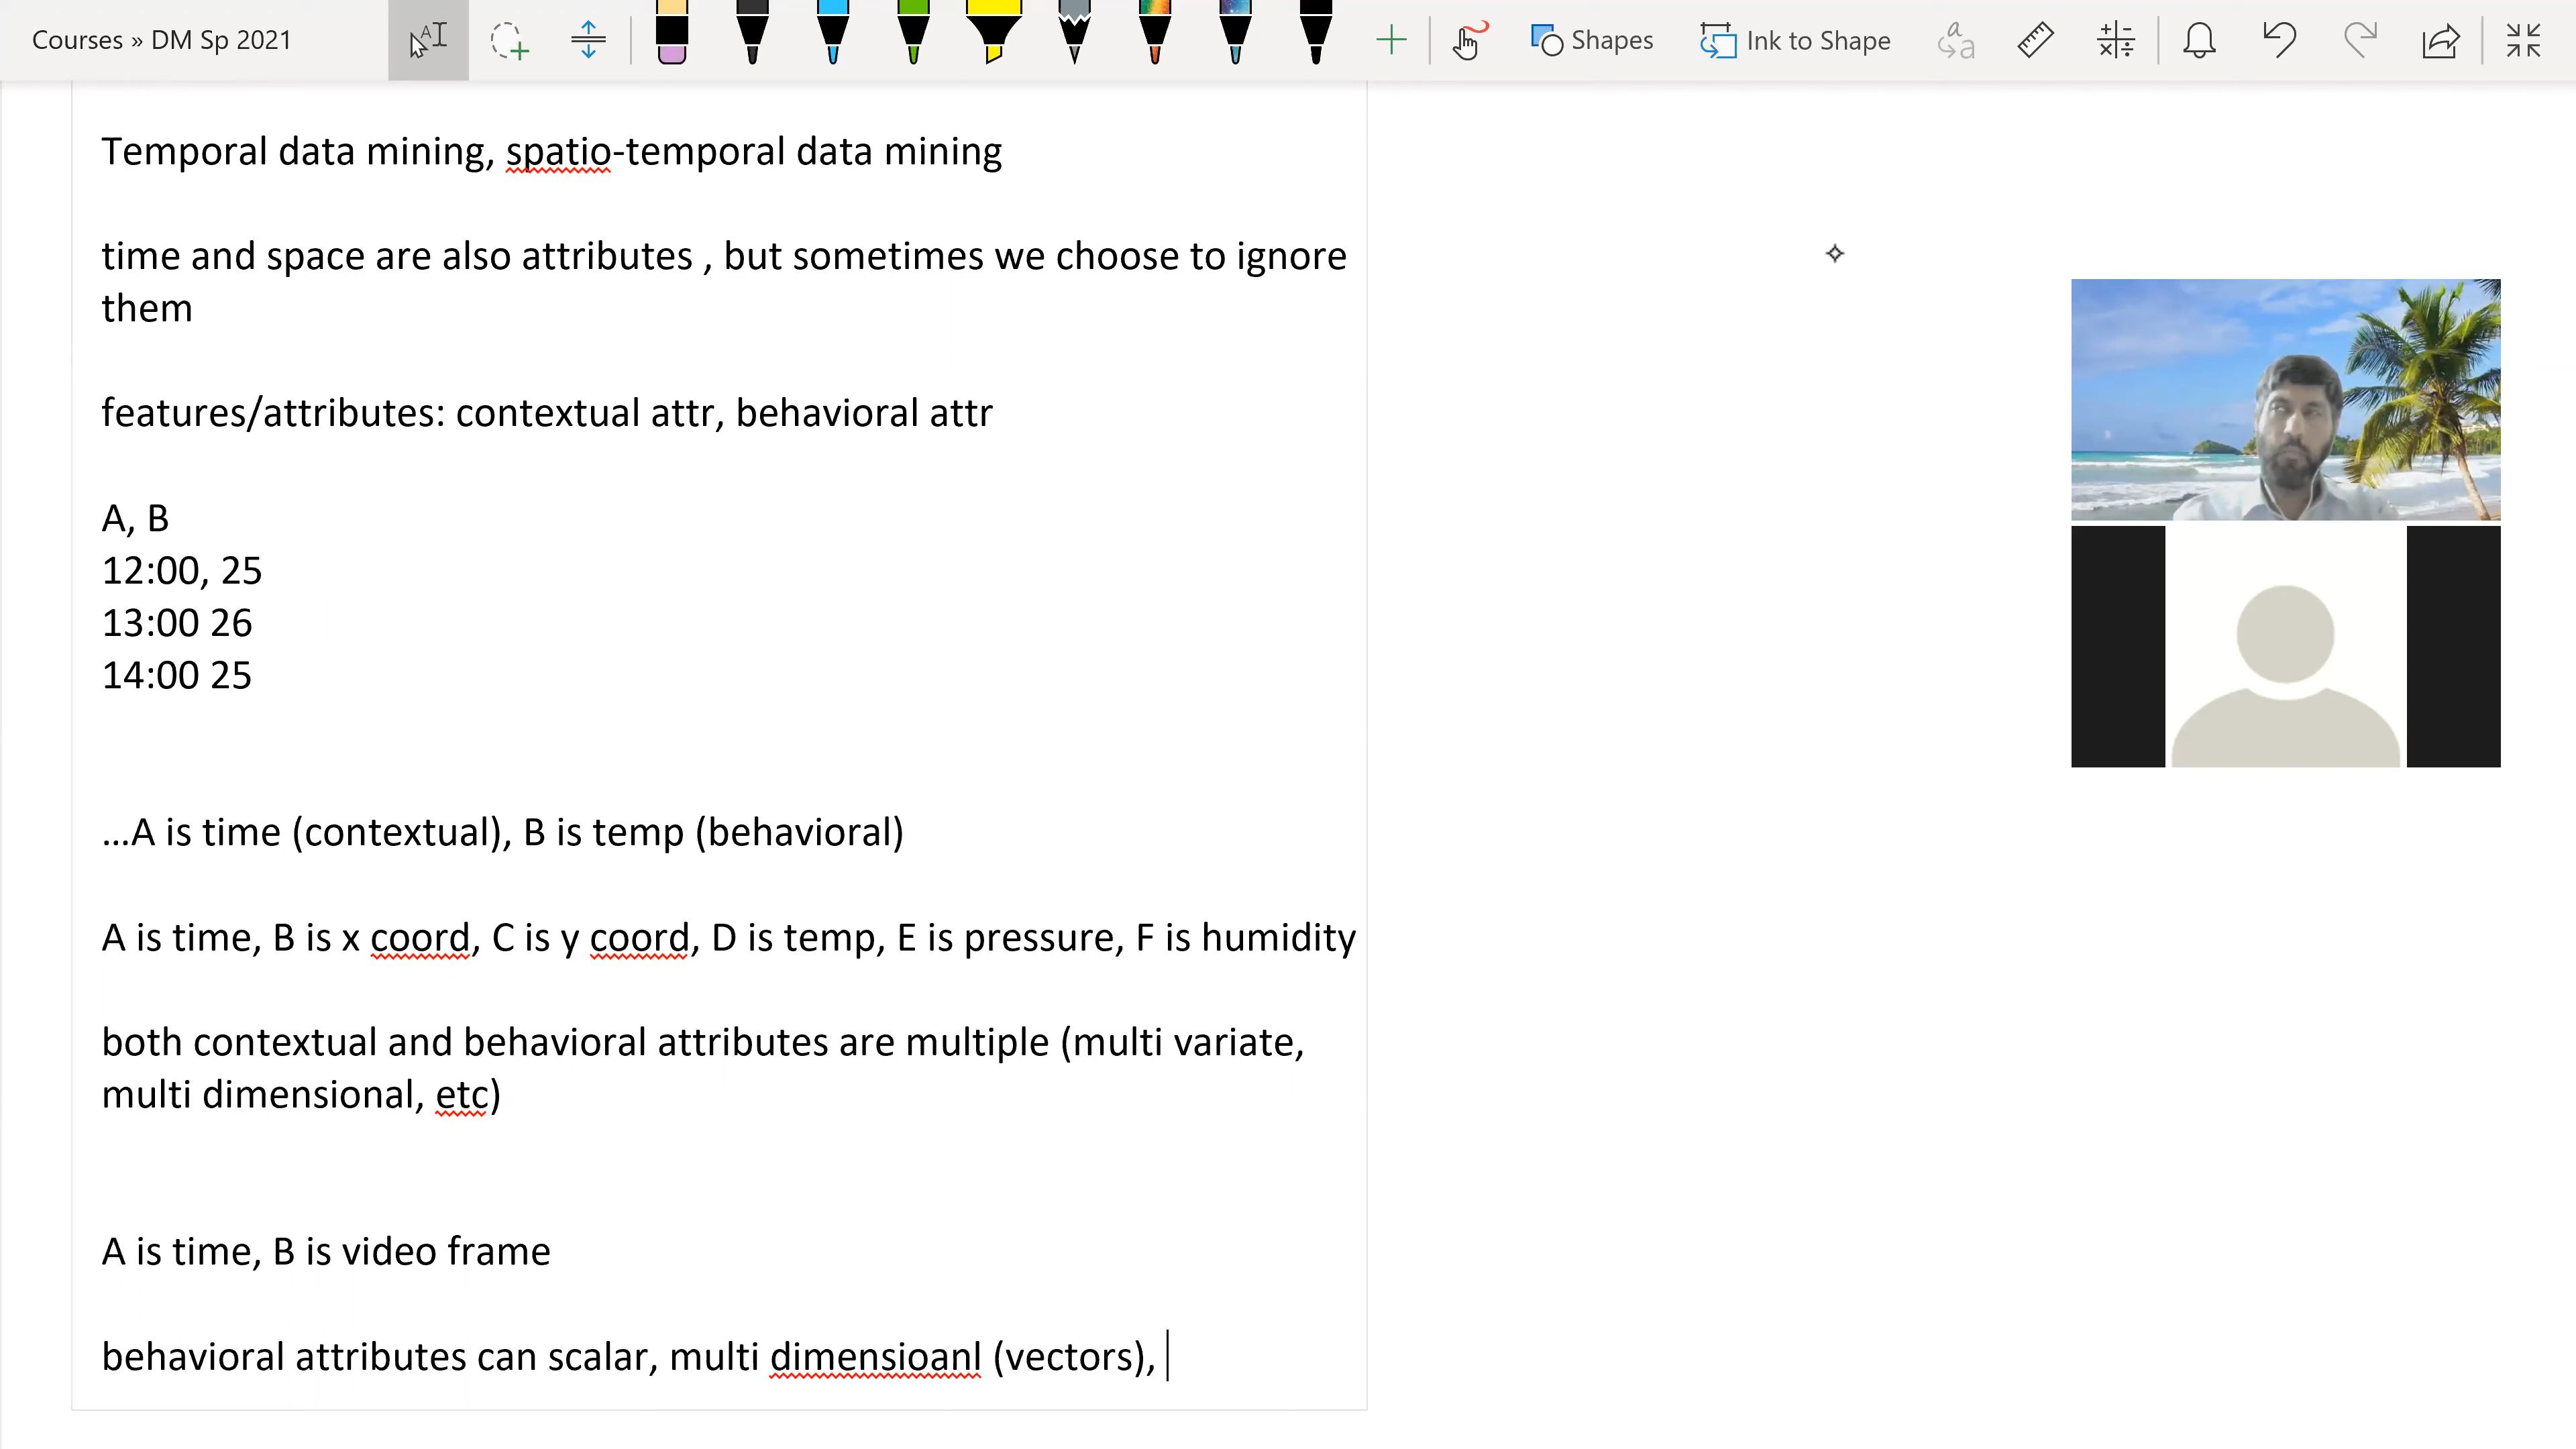 Courses » DM Sp 2021
Shapes
Ink to Shape
Temporal data mining, spatio-temporal data mining
time and space are also attributes , but sometimes we choose to ignore
them
features/attributes: contextual attr, behavioral attr
A, B
12:00, 25
13:00 26
14:00 25
...A is time (contextual), B is temp (behavioral)
A is time, B is x coord, C is y coord, D is temp, E is pressure, F is humidity
both contextual and behavioral attributes are multiple (multi variate,
multi dimensional, etc)
A is time, B is video frame
behavioral attributes can scalar, multi dimensioanl (vectors),